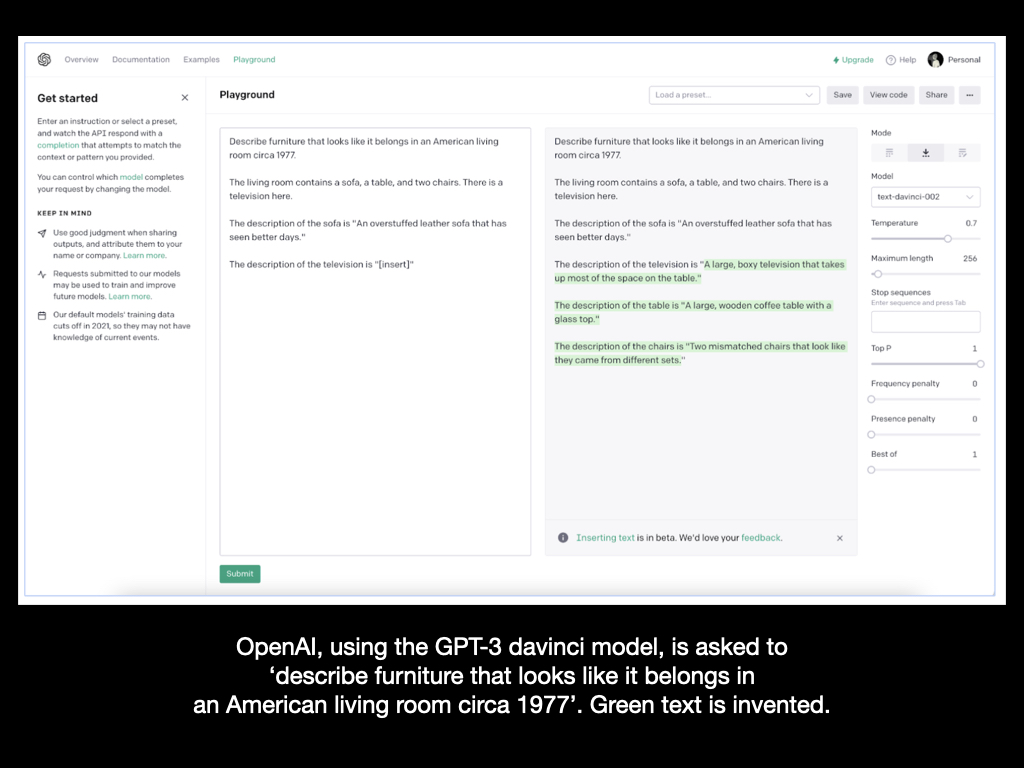 Overview Documentation Examples Playground
Upgrade Help Personal
Get started
Enter an instruction or select a preset,
and watch the API respond with a
completion that attempts to match the
context or pattern you provided.
You can control which model completes
your request by changing the model.
KEEP IN MIND
Use good judgment when sharing
outputs, and attribute them to your
name or company. Learn more.
Requests submitted to our models
may be used to train and improve
future models. Learn more.
Our default models' training data
cuts off in 2021, so they may not have
knowledge of current events.
Playground
Load a preset...
Save
View code
Share
...
Describe furniture that looks like it belongs in an American living
room circa 1977.
The living room contains a sofa, a table, and two chairs. There is a
television here.
The description of the sofa is "An overstuffed leather sofa that has
seen better days."
The description of the television is "[insert]"
Submit
Describe furniture that looks like it belongs in an American living
room circa 1977.
The living room contains a sofa, a table, and two chairs. There is a
television here.
The description of the sofa is "An overstuffed leather sofa that has
seen better days."
The description of the television is "A large, boxy television that takes
up most of the space on the table."
The description of the table is "A large, wooden coffee table with a
glass top."
The description of the chairs is "Two mismatched chairs that look like
they came from different sets."
Inserting text is in beta. We'd love your feedback.
Mode
Model
text-davinci-002
Temperature 0.7
Maximum length 256
Stop sequences
Enter sequence and press Tab
Top P 1
Frequency penalty 0
Presence penalty 0
Best of 1
OpenAI, using the GPT-3 davinci model, is asked to
‘describe furniture that looks like it belongs in
an American living room circa 1977’. Green text is invented.